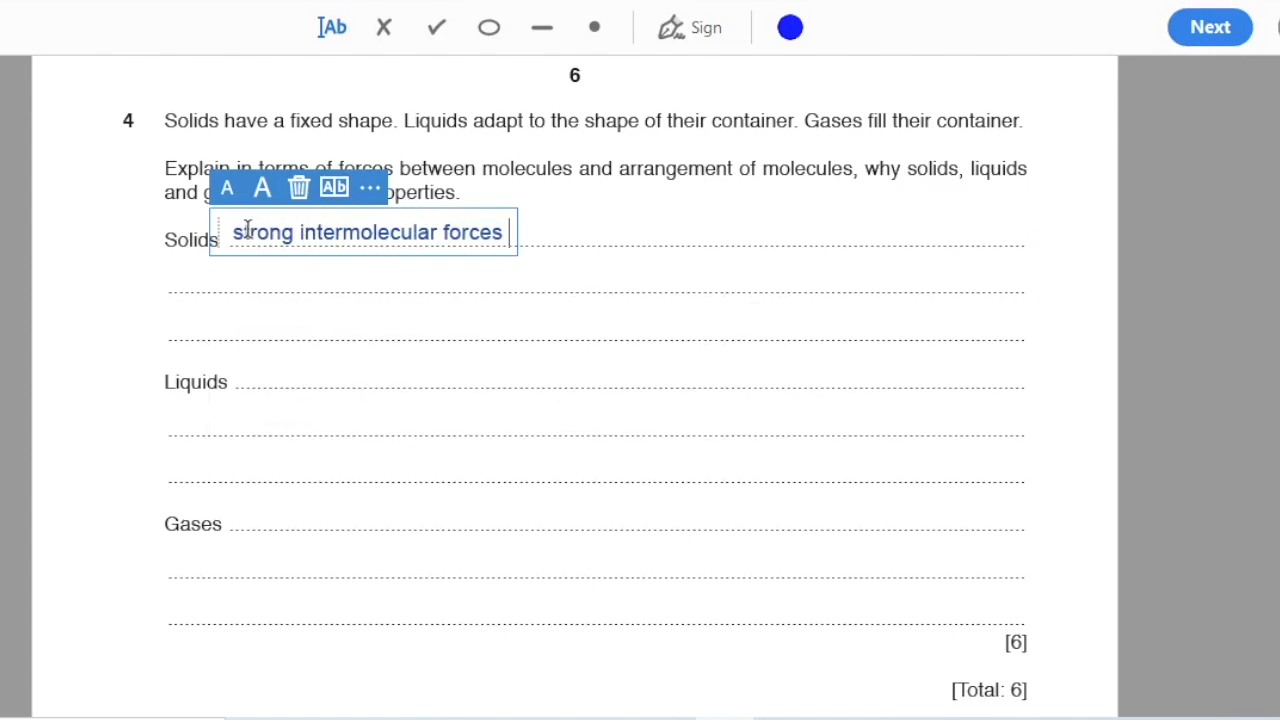 Ab
Sign
Next
6
4 Solids have a fixed shape. Liquids adapt to the shape of their container. Gases fill their container.
Explain in terms of forces between molecules and arrangement of molecules, why solids, liquids
and
A A Ab ...
Solids strong intermolecular forces
Liquids
Gases
[6]
[Total: 6]